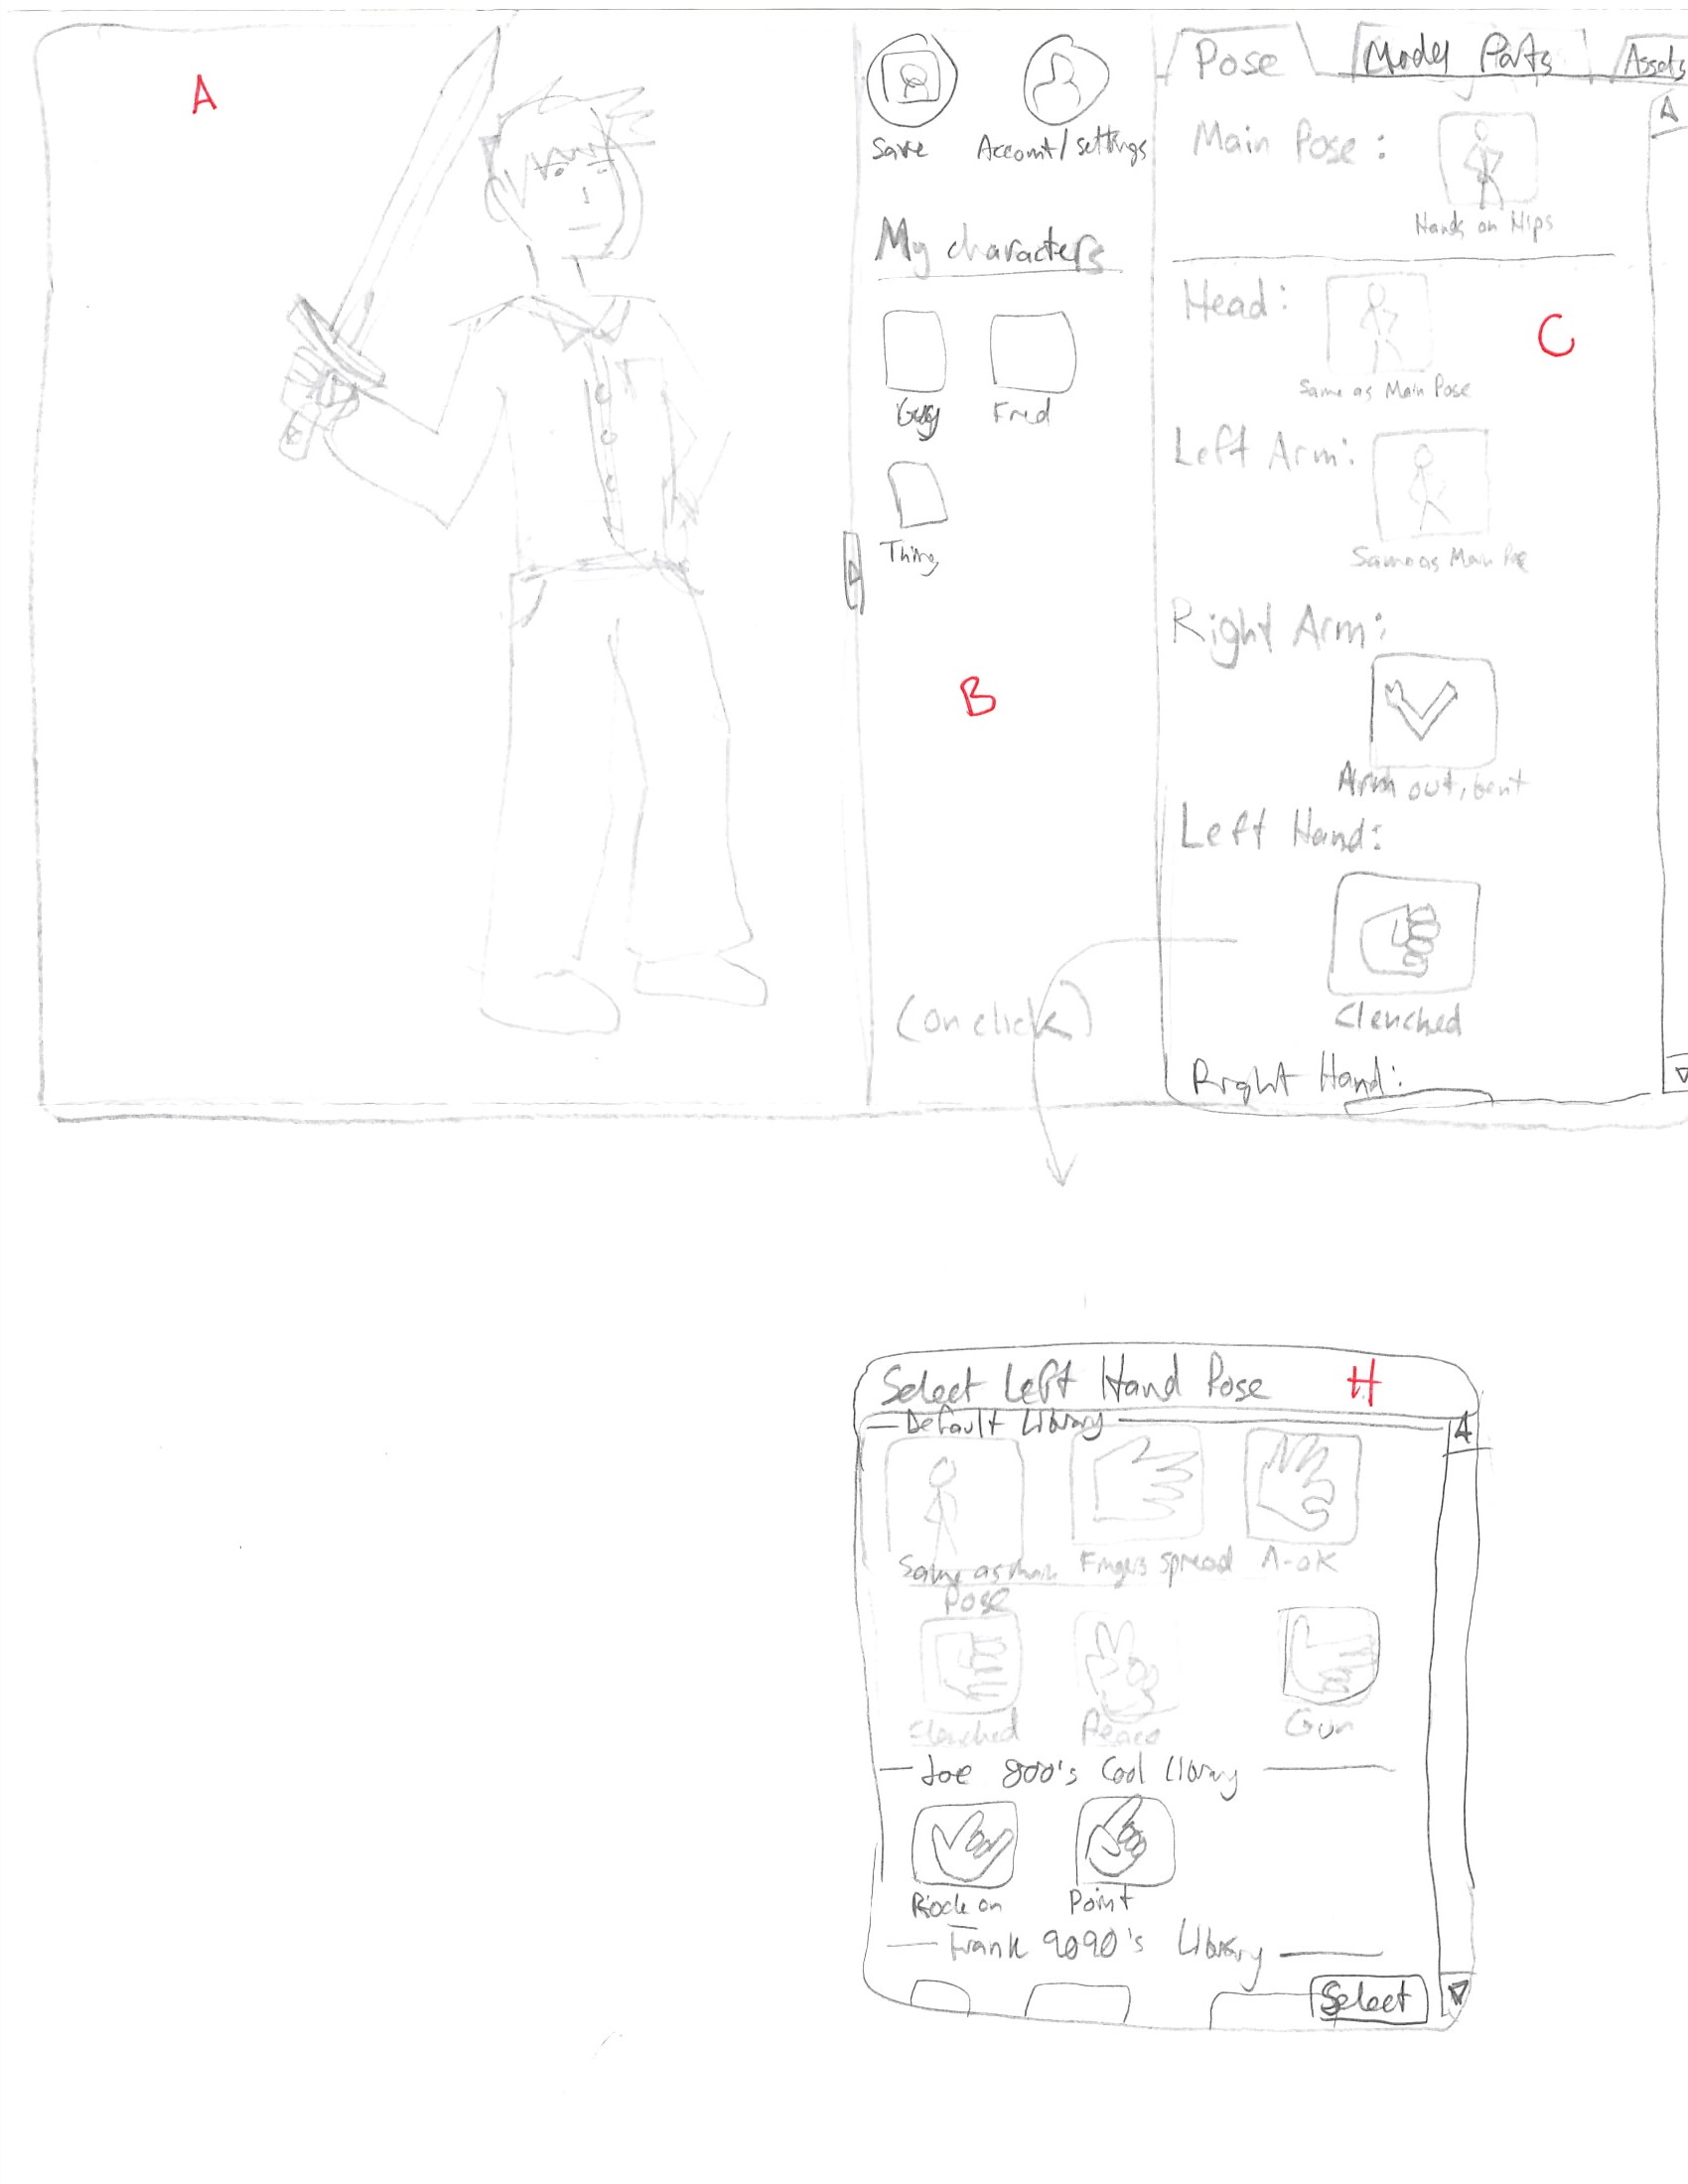 A
Save
Account/settings
My characters
Guy
Fred
Thing
B
(on click)
Pose
Model Parts
Assets
Main Pose:
Hands on Hips
Head:
C
Same as Main Pose
Left Arm:
Same as Main Pose
Right Arm:
Arm out, bent
Left Hand:
Clenched
Right Hand:
Select Left Hand Pose
H
Default Library
Same as main Pose
Fingers spread
A-OK
Clenched
Peace
Gun
Joe 800's Cool Library
Rock on
Point
Frank 9090's Library
Select